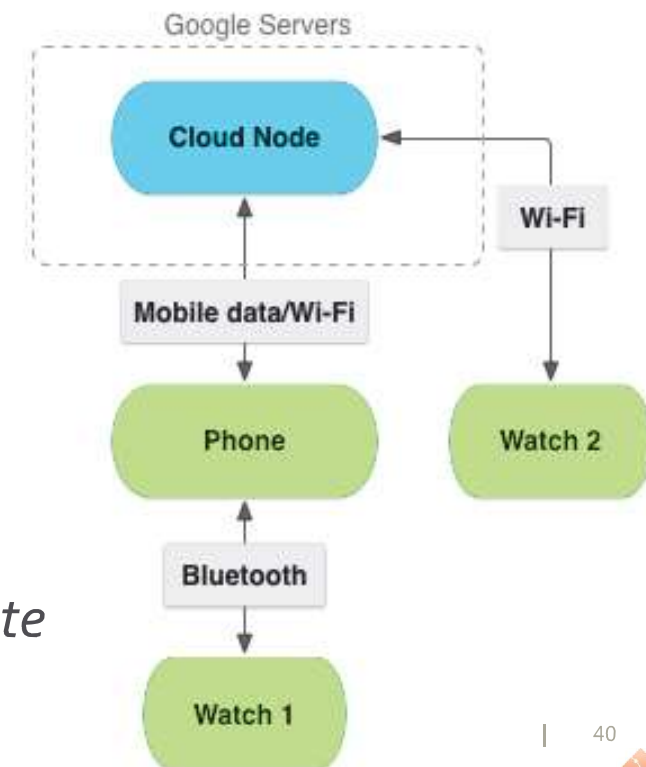 Google Servers
Cloud Node
Wi-Fi
Mobile data/Wi-Fi
Phone
Watch 2
Bluetooth
te
Watch 1
| 40